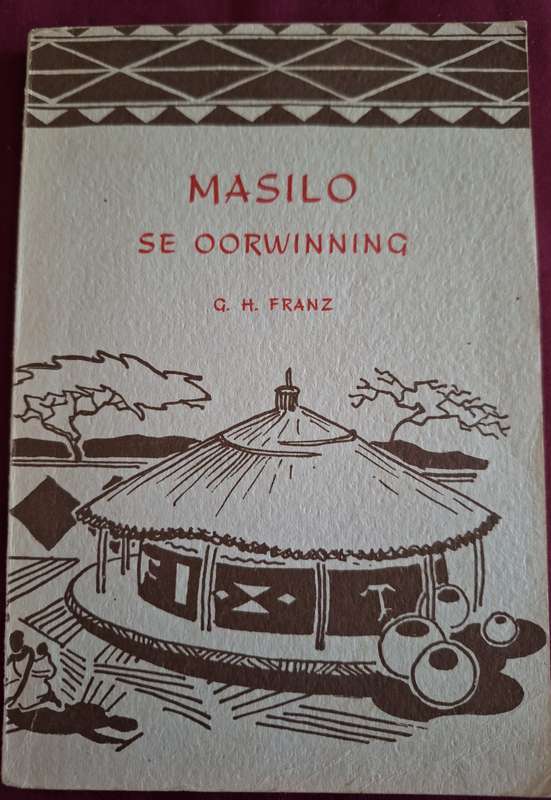 MASILO
SE OORWINNING
G. H. FRANZ